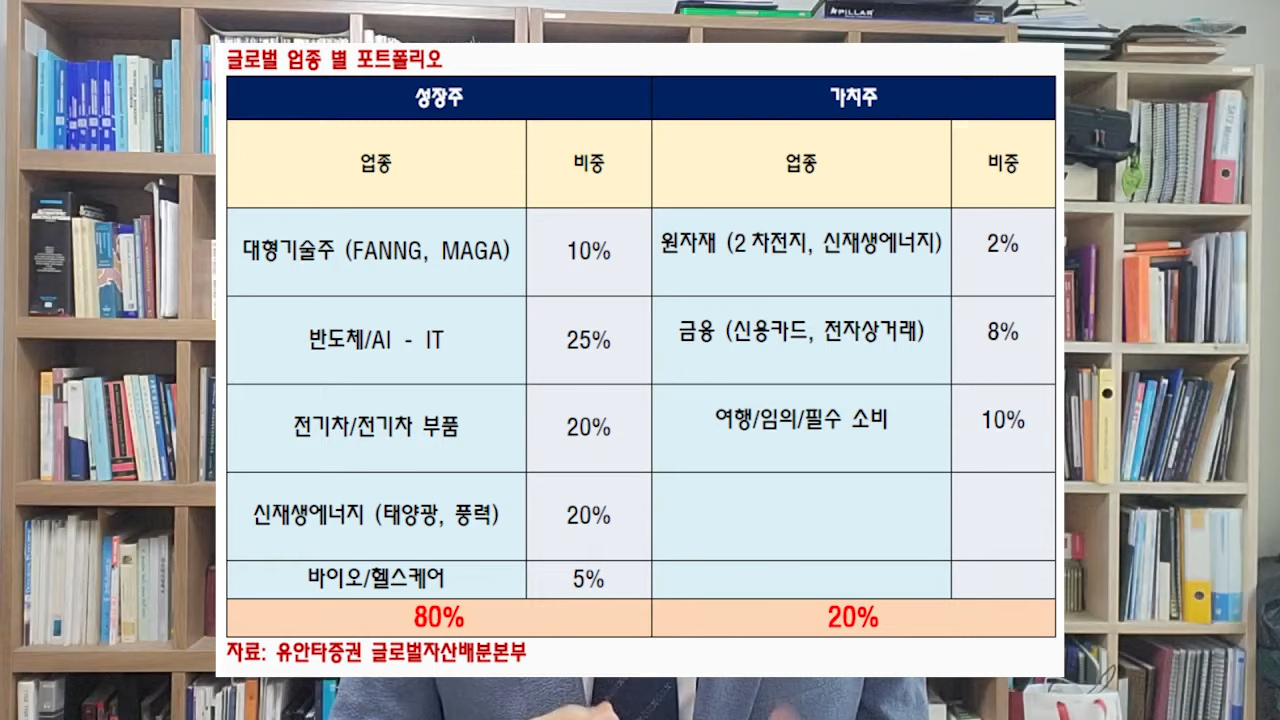 PILLAR
글로벌 업종 별 포트폴리오
성장주 가치주
업종 비중 업종 비중
대형기술주 (FANNG, MAGA) 10% 원자재 (2차전지, 신재생에너지) 2%
반도체/AI - IT 25% 금융 (신용카드, 전자상거래) 8%
전기차/전기차 부품 20% 여행/임의/필수 소비 10%
신재생에너지 (태양광, 풍력) 20%
바이오/헬스케어 5%
80% 20%
자료: 유안타증권 글로벌자산배분본부